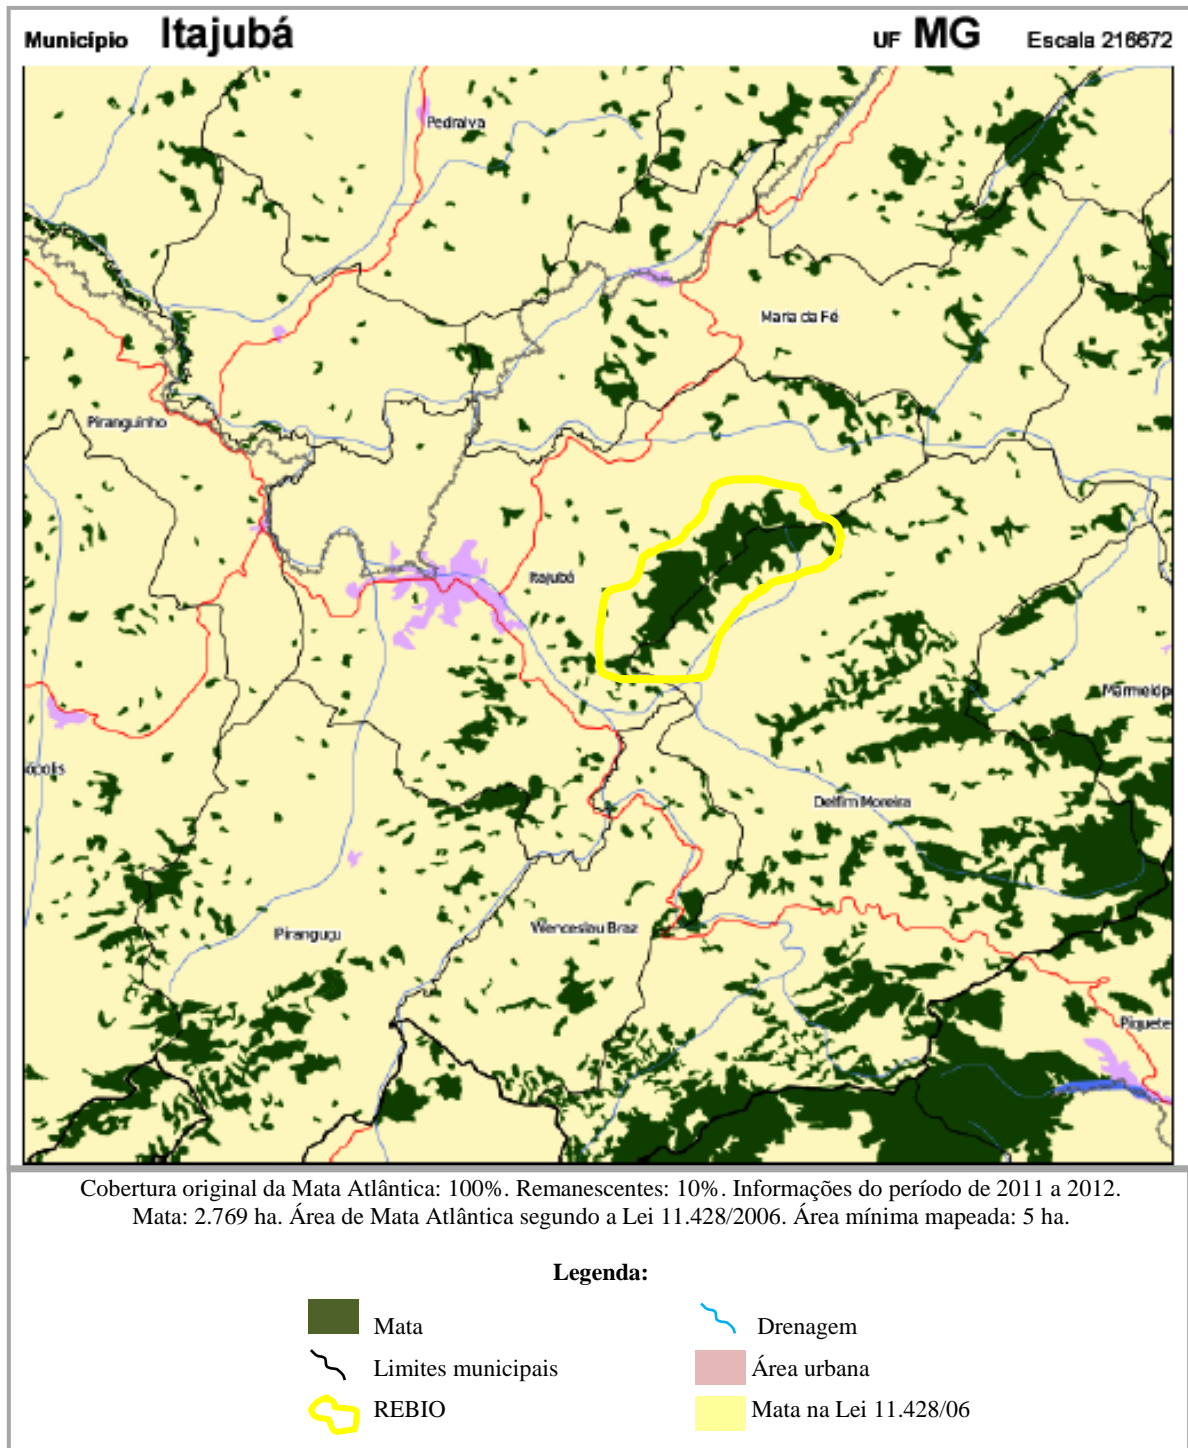 Município Itajubá UF MG Escala 216672
Pedralva
Maria da Fé
Piranguinho
Itajubá
Marmelóp
ópolis
Delfim Moreira
Piranguçu
Wenceslau Braz
Piquete
Cobertura original da Mata Atlântica: 100%. Remanescentes: 10%. Informações do período de 2011 a 2012.
Mata: 2.769 ha. Área de Mata Atlântica segundo a Lei 11.428/2006. Área mínima mapeada: 5 ha.
Legenda:
Mata
Drenagem
Limites municipais
Área urbana
REBIO
Mata na Lei 11.428/06